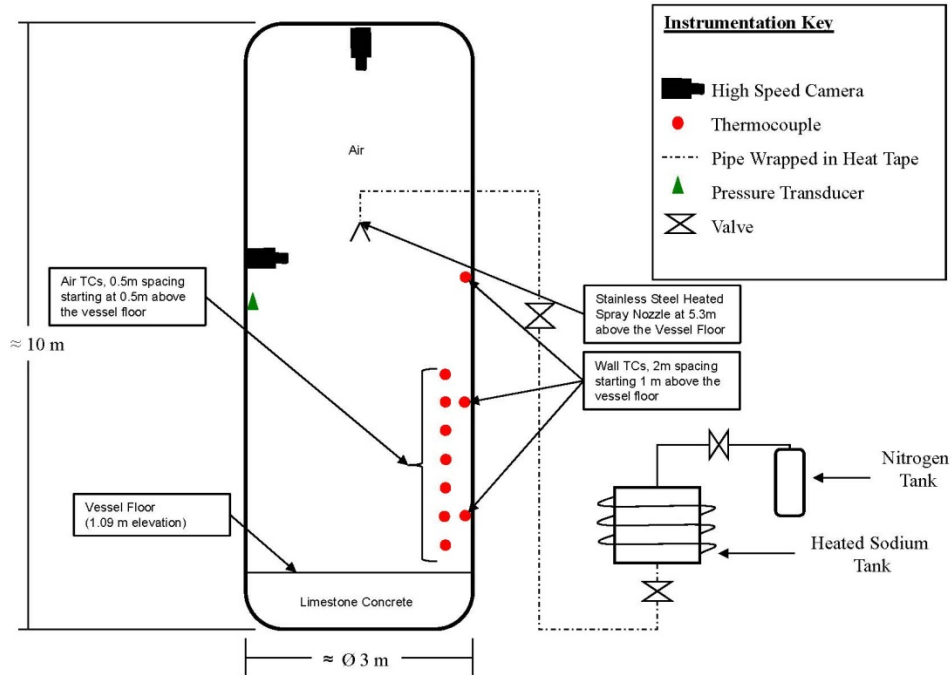 Instrumentation Key
High Speed Camera
Thermocouple
Pipe Wrapped in Heat Tape
Pressure Transducer
Valve
Air
Air TCs, 0.5m spacing
starting at 0.5m above
the vessel floor
Stainless Steel Heated
Spray Nozzle at 5.3m
above the Vessel Floor
≈ 10 m
Wall TCs, 2m spacing
starting 1 m above the
vessel floor
Nitrogen
Tank
Vessel Floor
(1.09 m elevation)
Heated Sodium
Tank
Limestone Concrete
≈ Ø 3 m